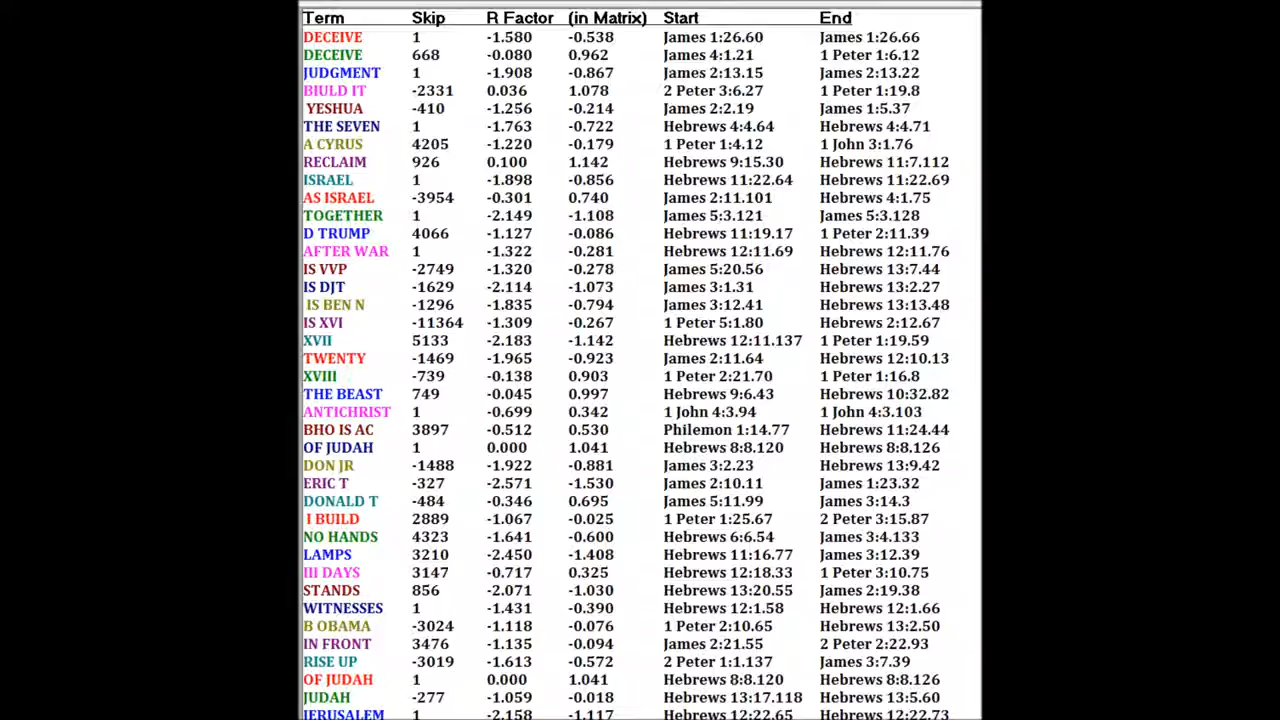 Term Skip R Factor (in Matrix) Start End
DECEIVE 1 -1.580 -0.538 James 1:26.60 James 1:26.66
DECEIVE 668 -0.080 0.962 James 4:1.21 1 Peter 1:6.12
JUDGMENT 1 -1.908 -0.867 James 2:13.15 James 2:13.22
BIULD IT -2331 0.036 1.078 2 Peter 3:6.27 1 Peter 1:19.8
YESHUA -410 -1.256 -0.214 James 2:2.19 James 1:5.37
THE SEVEN 1 -1.763 -0.722 Hebrews 4:4.64 Hebrews 4:4.71
A CYRUS 4205 -1.220 -0.179 1 Peter 1:4.12 1 John 3:1.76
RECLAIM 926 0.100 1.142 Hebrews 9:15.30 Hebrews 11:7.112
ISRAEL 1 -1.898 -0.856 Hebrews 11:22.64 Hebrews 11:22.69
AS ISRAEL -3954 -0.301 0.740 James 2:11.101 Hebrews 4:1.75
TOGETHER 1 -2.149 -1.108 James 5:3.121 James 5:3.128
D TRUMP 4066 -1.127 -0.086 Hebrews 11:19.17 1 Peter 2:11.39
AFTER WAR 1 -1.322 -0.281 Hebrews 12:11.69 Hebrews 12:11.76
IS VVP -2749 -1.320 -0.278 James 5:20.56 Hebrews 13:7.44
IS DJT -1629 -2.114 -1.073 James 3:1.31 Hebrews 13:2.27
IS BEN N -1296 -1.835 -0.794 James 3:12.41 Hebrews 13:13.48
IS XVI -11364 -1.309 -0.267 1 Peter 5:1.80 Hebrews 2:12.67
XVII 5133 -2.183 -1.142 Hebrews 12:11.137 1 Peter 1:19.59
TWENTY -1469 -1.965 -0.923 James 2:11.64 Hebrews 12:10.13
XVIII -739 -0.138 0.903 1 Peter 2:21.70 1 Peter 1:16.8
THE BEAST 749 -0.045 0.997 Hebrews 9:6.43 Hebrews 10:32.82
ANTICHRIST 1 -0.699 0.342 1 John 4:3.94 1 John 4:3.103
BHO IS AC 3897 -0.512 0.530 Philemon 1:14.77 Hebrews 11:24.44
OF JUDAH 1 0.000 1.041 Hebrews 8:8.120 Hebrews 8:8.126
DON JR -1488 -1.922 -0.881 James 3:2.23 Hebrews 13:9.42
ERIC T -327 -2.571 -1.530 James 2:10.11 James 1:23.32
DONALD T -484 -0.346 0.695 James 5:11.99 James 3:14.3
I BUILD 2889 -1.067 -0.025 1 Peter 1:25.67 2 Peter 3:15.87
NO HANDS 4323 -1.641 -0.600 Hebrews 6:6.54 James 3:4.133
LAMPS 3210 -2.450 -1.408 Hebrews 11:16.77 James 3:12.39
III DAYS 3147 -0.717 0.325 Hebrews 12:18.33 1 Peter 3:10.75
STANDS 856 -2.071 -1.030 Hebrews 13:20.55 James 2:19.38
WITNESSES 1 -1.431 -0.390 Hebrews 12:1.58 Hebrews 12:1.66
B OBAMA -3024 -1.118 -0.076 1 Peter 2:10.65 Hebrews 13:2.50
IN FRONT 3476 -1.135 -0.094 James 2:21.55 2 Peter 2:22.93
RISE UP -3019 -1.613 -0.572 2 Peter 1:1.137 James 3:7.39
OF JUDAH 1 0.000 1.041 Hebrews 8:8.120 Hebrews 8:8.126
JUDAH -277 -1.059 -0.018 Hebrews 13:17.118 Hebrews 13:5.60
JERUSALEM 1 -2.158 -1.117 Hebrews 12:22.65 Hebrews 12:22.73